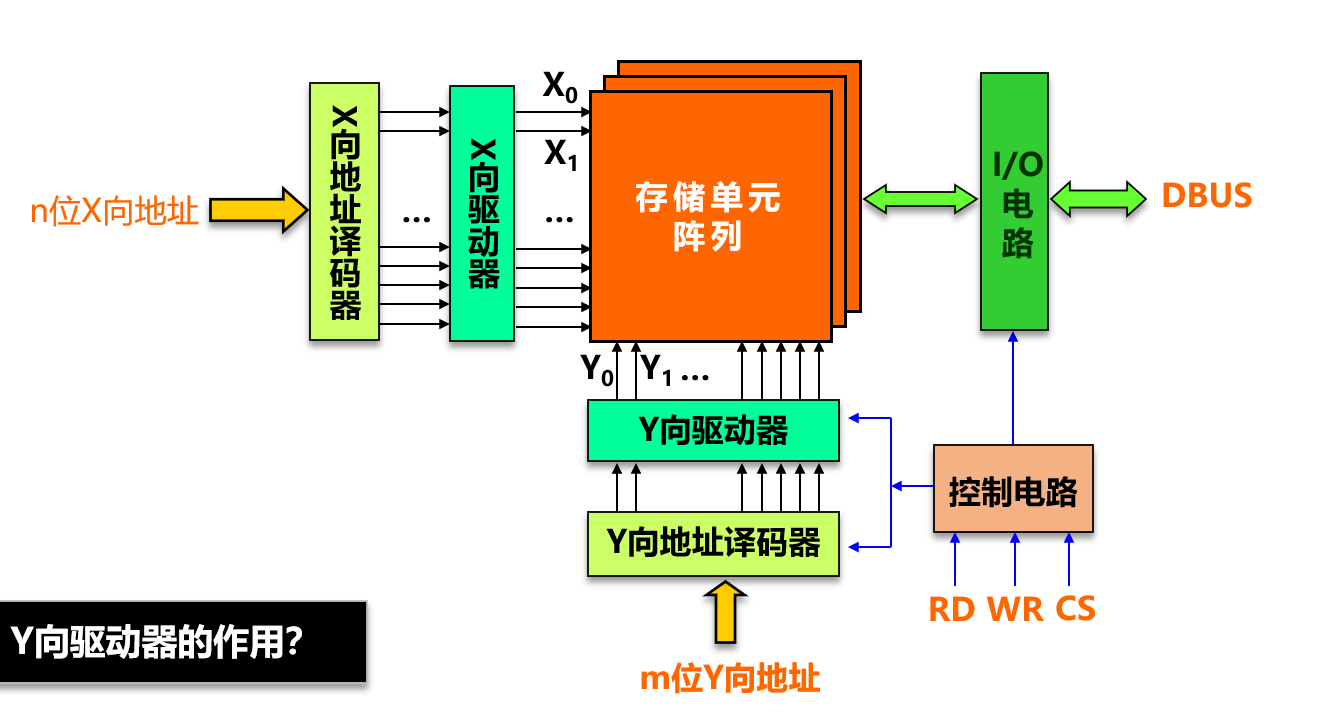 n位X向地址
X向地址译码器
...
X向驱动器
X0
X1
...
存储单元
阵列
I/O电路
DBUS
Y0
Y1
...
Y向驱动器
Y向地址译码器
m位Y向地址
控制电路
RD WR CS
Y向驱动器的作用?